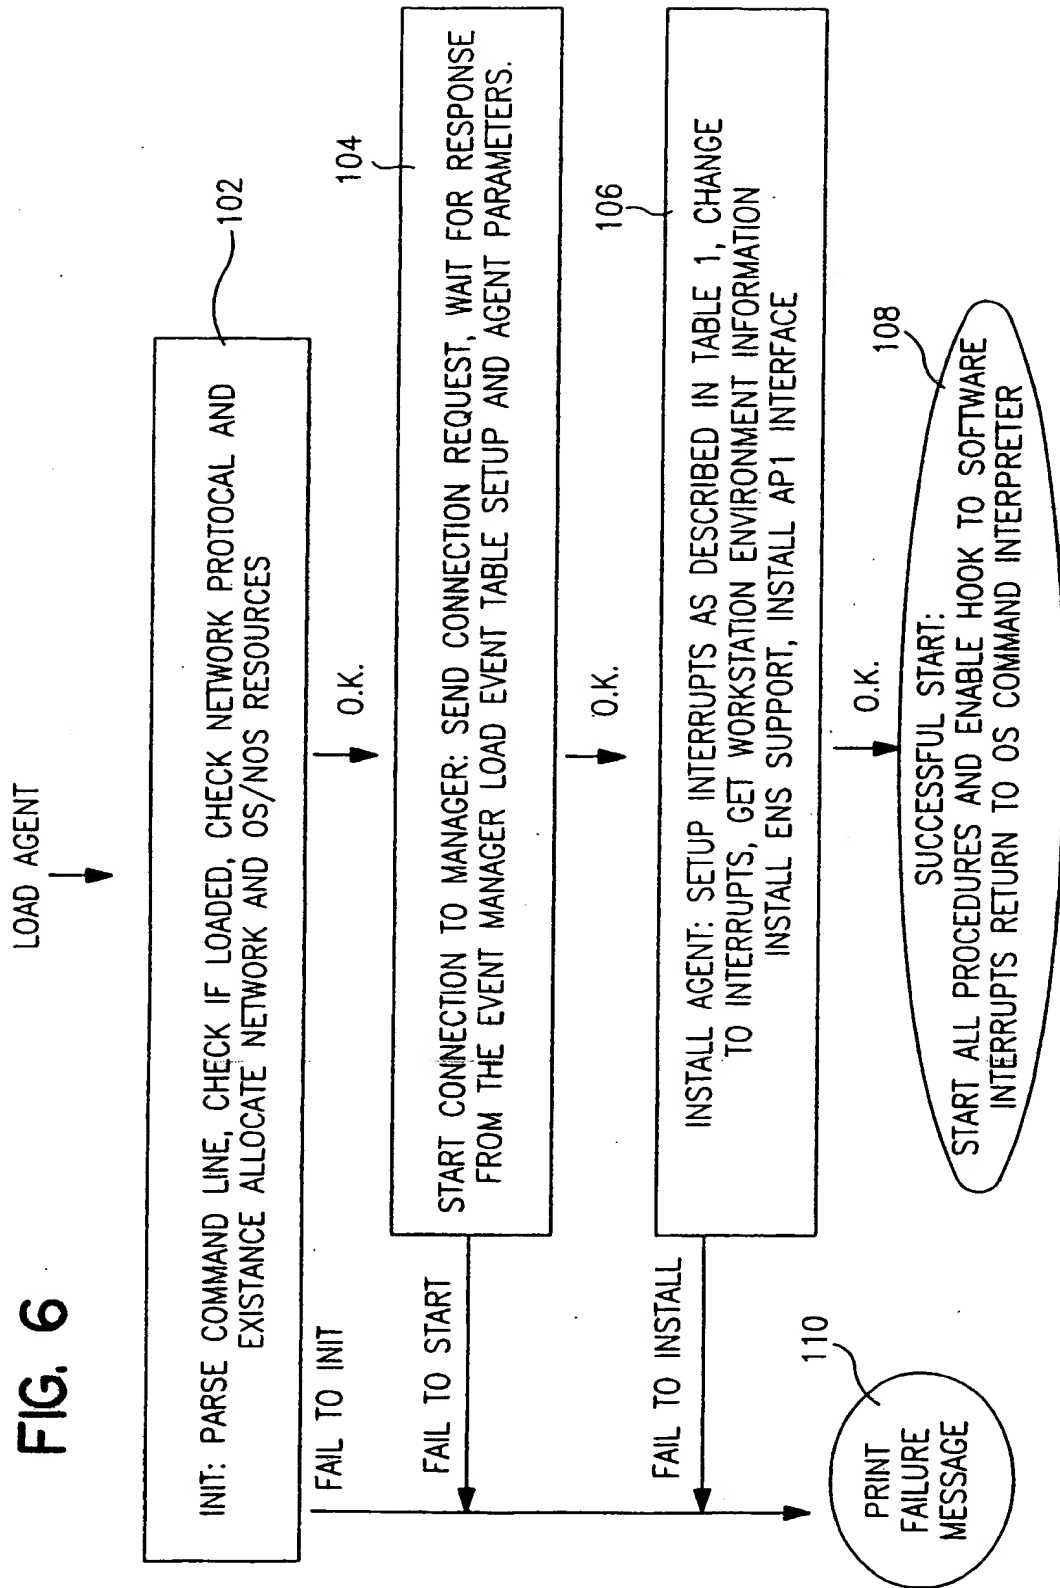 FIG. 6
LOAD AGENT
102
INIT: PARSE COMMAND LINE, CHECK IF LOADED, CHECK NETWORK PROTOCAL AND
EXISTANCE ALLOCATE NETWORK AND OS/NOS RESOURCES
FAIL TO INIT
O.K.
104
START CONNECTION TO MANAGER: SEND CONNECTION REQUEST, WAIT FOR RESPONSE
FROM THE EVENT MANAGER LOAD EVENT TABLE SETUP AND AGENT PARAMETERS.
FAIL TO START
O.K.
106
INSTALL AGENT: SETUP INTERRUPTS AS DESCRIBED IN TABLE 1, CHANGE
TO INTERRUPTS, GET WORKSTATION ENVIRONMENT INFORMATION
INSTALL ENS SUPPORT, INSTALL AP1 INTERFACE
FAIL TO INSTALL
O.K.
110
PRINT
FAILURE
MESSAGE
108
SUCCESSFUL START:
START ALL PROCEDURES AND ENABLE HOOK TO SOFTWARE
INTERRUPTS RETURN TO OS COMMAND INTERPRETER